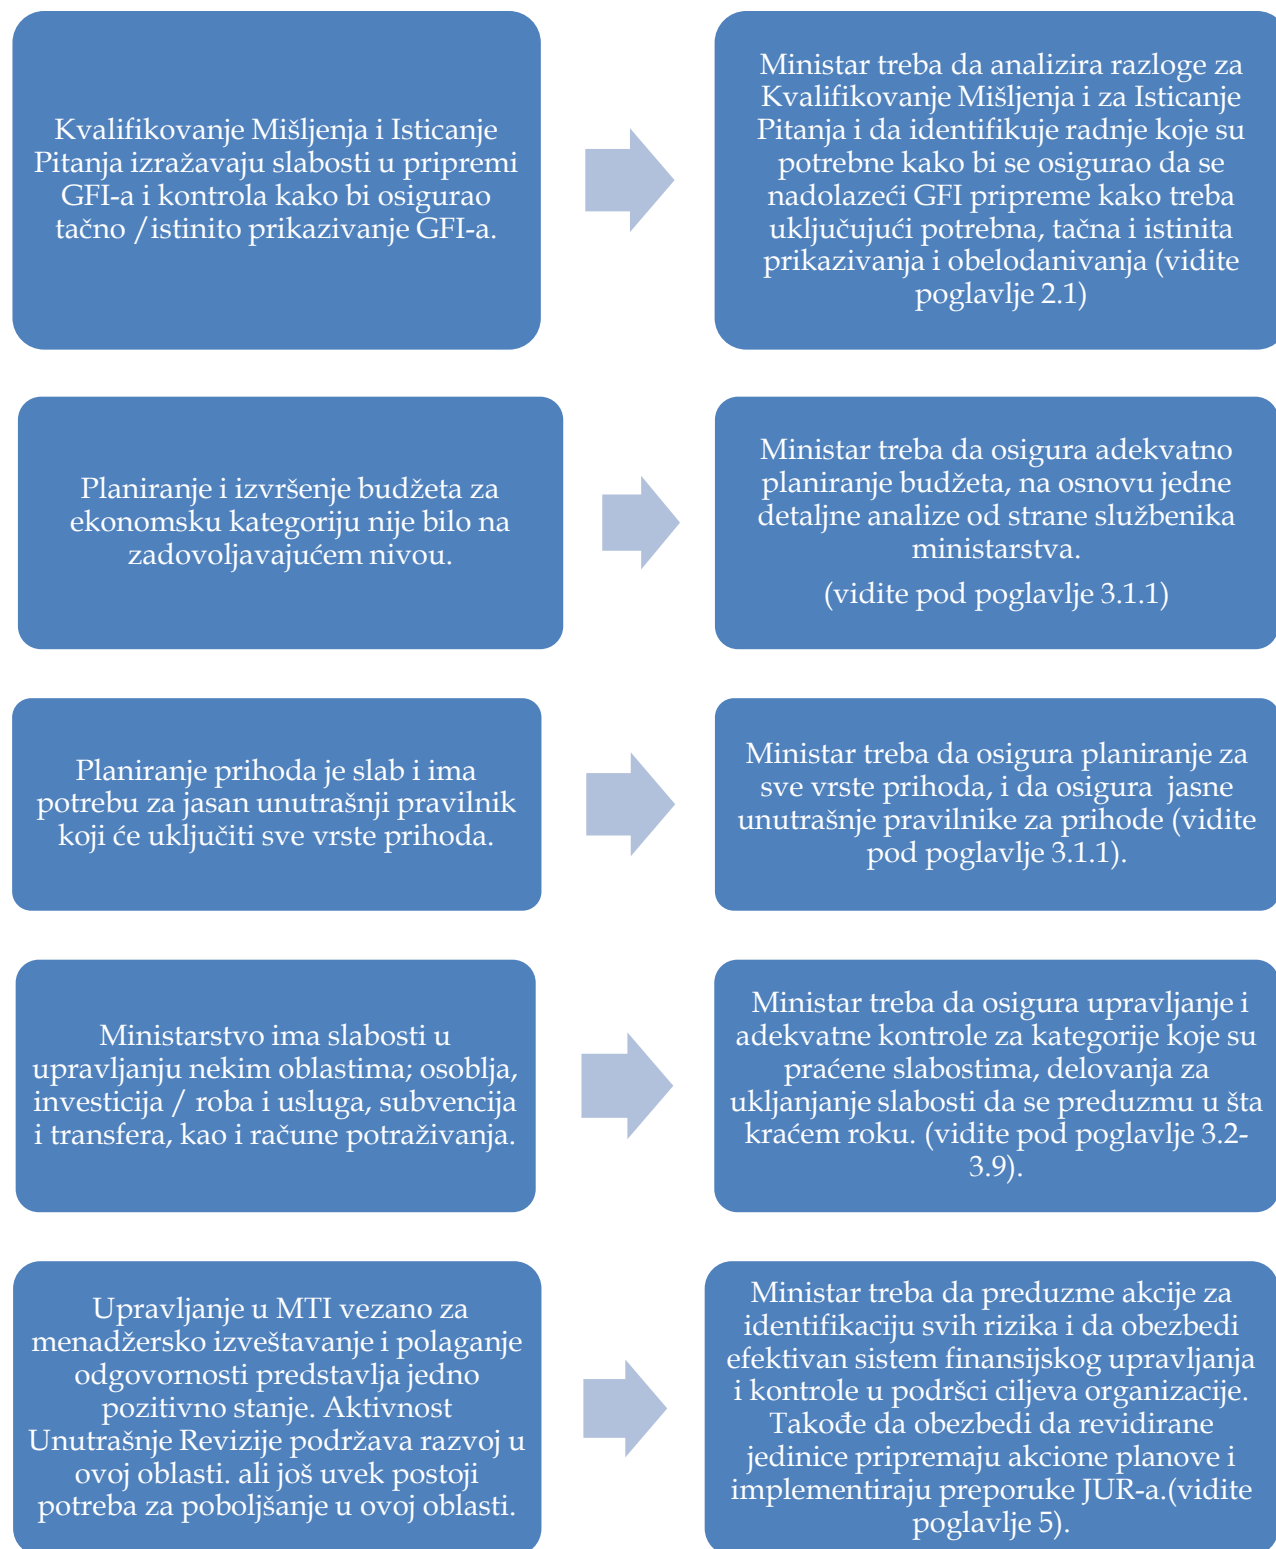 Kvalifikovanje Mišljenja i Isticanje
Pitanja izražavaju slabosti u pripremi
GFI-a i kontrola kako bi osigurao
tačno /istinito prikazivanje GFI-a.
Ministar treba da analizira razloge za
Kvalifikovanje Mišljenja i za Isticanje
Pitanja i da identifikuje radnje koje su
potrebne kako bi se osigurao da se
nadolazeći GFI pripreme kako treba
uključujući potrebna, tačna i istinita
prikazivanja i obelodanivanja (vidite
poglavlje 2.1)
Planiranje i izvršenje budžeta za
ekonomsku kategoriju nije bilo na
zadovoljavajućem nivou.
Ministar treba da osigura adekvatno
planiranje budžeta, na osnovu jedne
detaljne analize od strane službenika
ministarstva.
(vidite pod poglavlje 3.1.1)
Planiranje prihoda je slab i ima
potrebu za jasan unutrašnji pravilnik
koji će uključiti sve vrste prihoda.
Ministar treba da osigura planiranje za
sve vrste prihoda, i da osigura jasne
unutrašnje pravilnike za prihode (vidite
pod poglavlje 3.1.1).
Ministarstvo ima slabosti u
upravljanju nekim oblastima; osoblja,
investicija / roba i usluga, subvencija
i transfera, kao i račune potraživanja.
Ministar treba da osigura upravljanje i
adekvatne kontrole za kategorije koje su
praćene slabostima, delovanja za
ukljanjanje slabosti da se preduzmu u šta
kraćem roku. (vidite pod poglavlje 3.2-
3.9).
Upravljanje u MTI vezano za
menadžersko izveštavanje i polaganje
odgovornosti predstavlja jedno
pozitivno stanje. Aktivnost
Unutrašnje Revizije podržava razvoj u
ovoj oblasti. ali još uvek postoji
potreba za poboljšanje u ovoj oblasti.
Ministar treba da preduzme akcije za
identifikaciju svih rizika i da obezbedi
efektivan sistem finansijskog upravljanja
i kontrole u podršci ciljeva organizacije.
Takođe da obezbedi da revidirane
jedinice pripremaju akcione planove i
implementiraju preporuke JUR-a.(vidite
poglavlje 5).